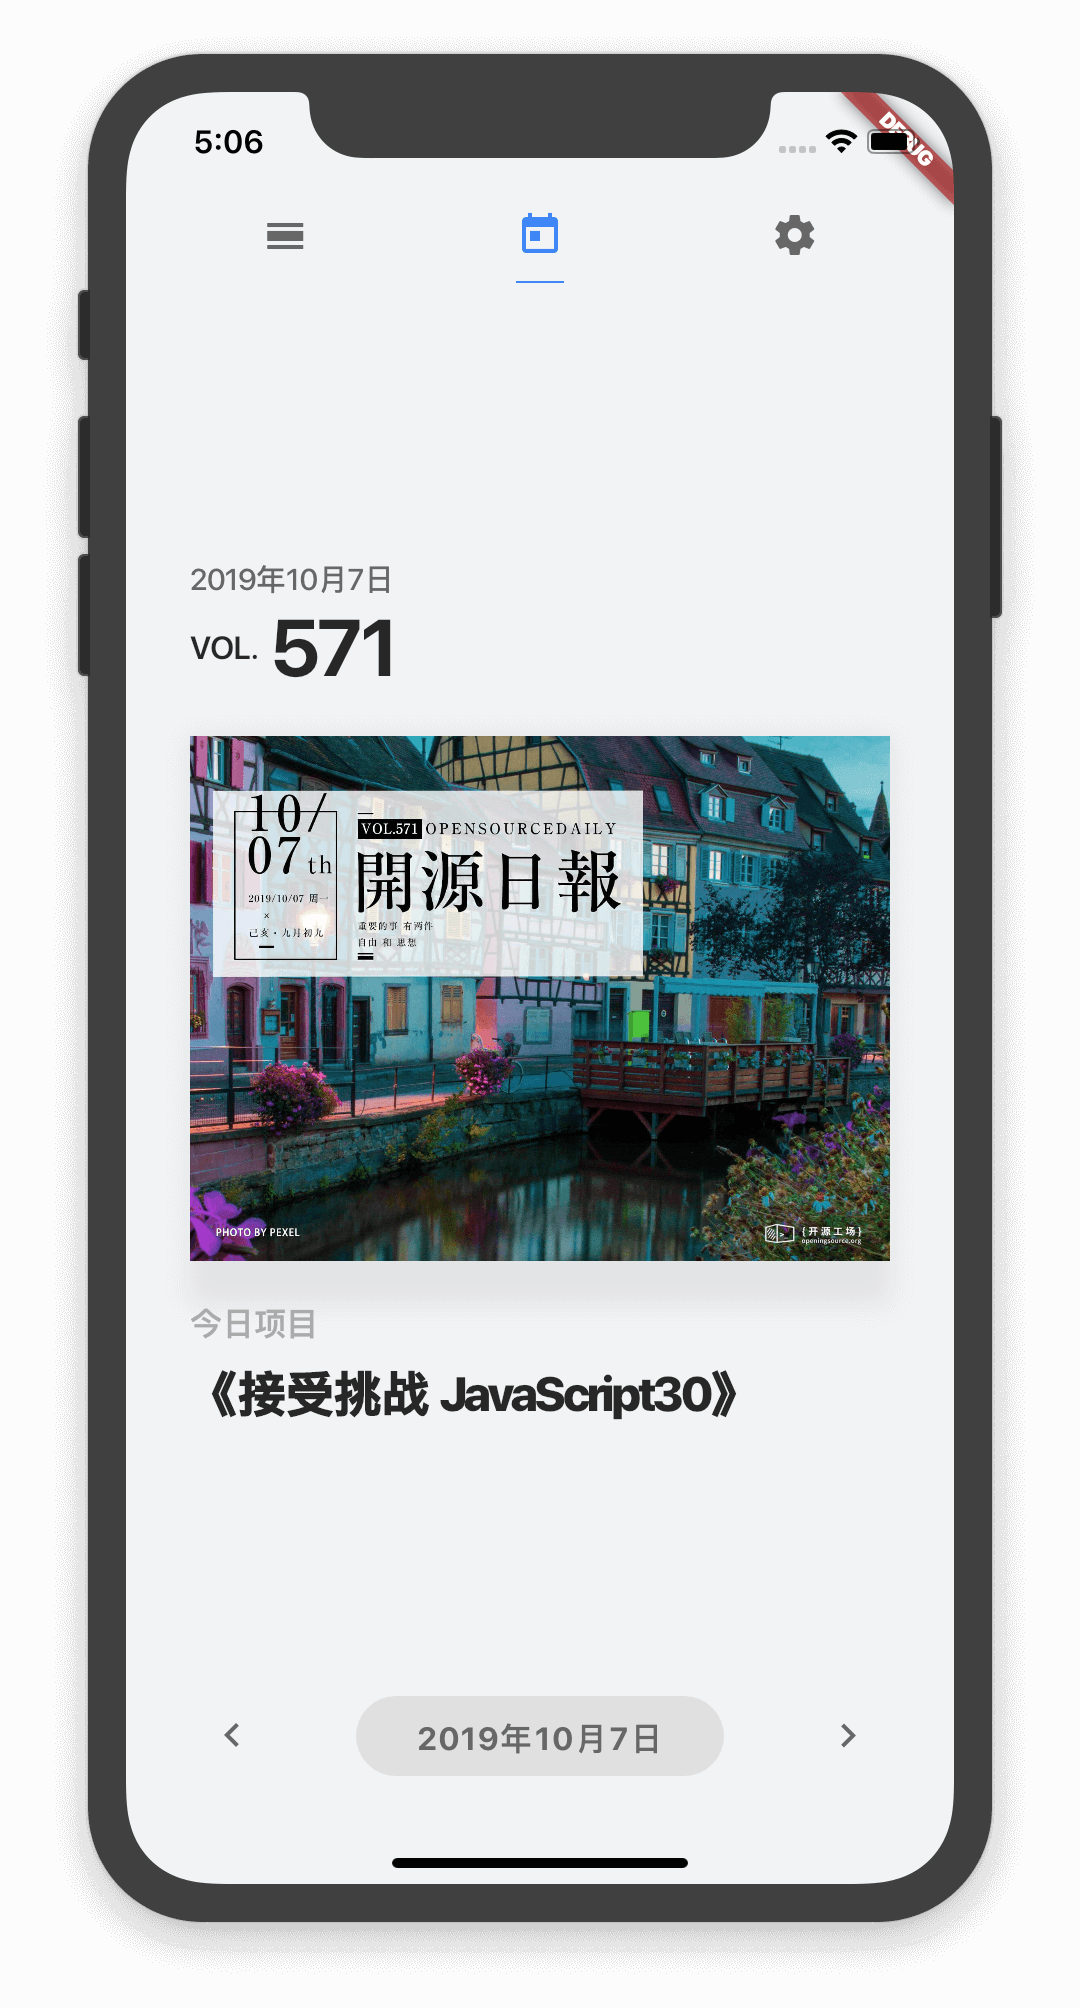 5:06
DEBUG
2019年10月7日
VOL. 571
10/
07th
2019/10/07 周一
×
己亥·九月初九
VOL.571 OPENSOURCEDAILY
開源日報
重要的事 有两件
自由 和 思想
PHOTO BY PEXEL
{开源工场}
openingsource.org
今日项目
《接受挑战 JavaScript30》
2019年10月7日